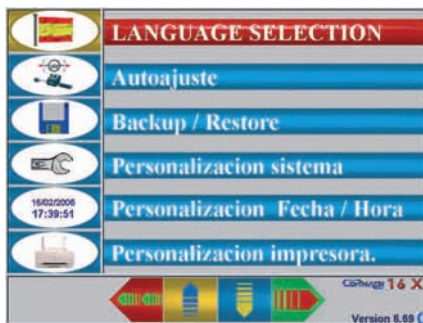 LANGUAGE SELECTION
Autoajuste
Backup / Restore
Personalizacion sistema
16/02/2006
17:39:51
Personalizacion Fecha / Hora
Personalizacion impresora.
16 X
Version 6.69